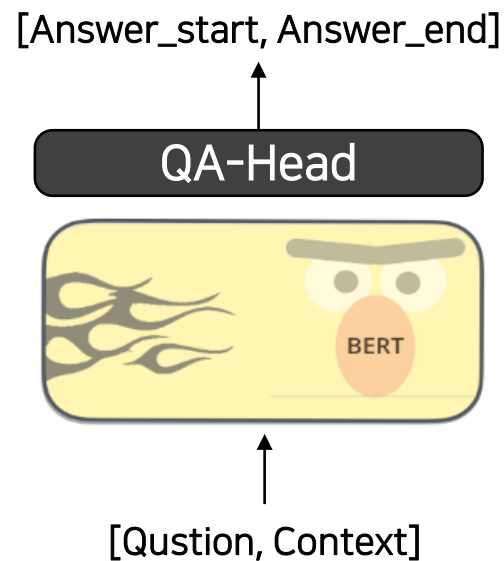 [Answer_start, Answer_end]
QA-Head
BERT
[Qustion, Context]